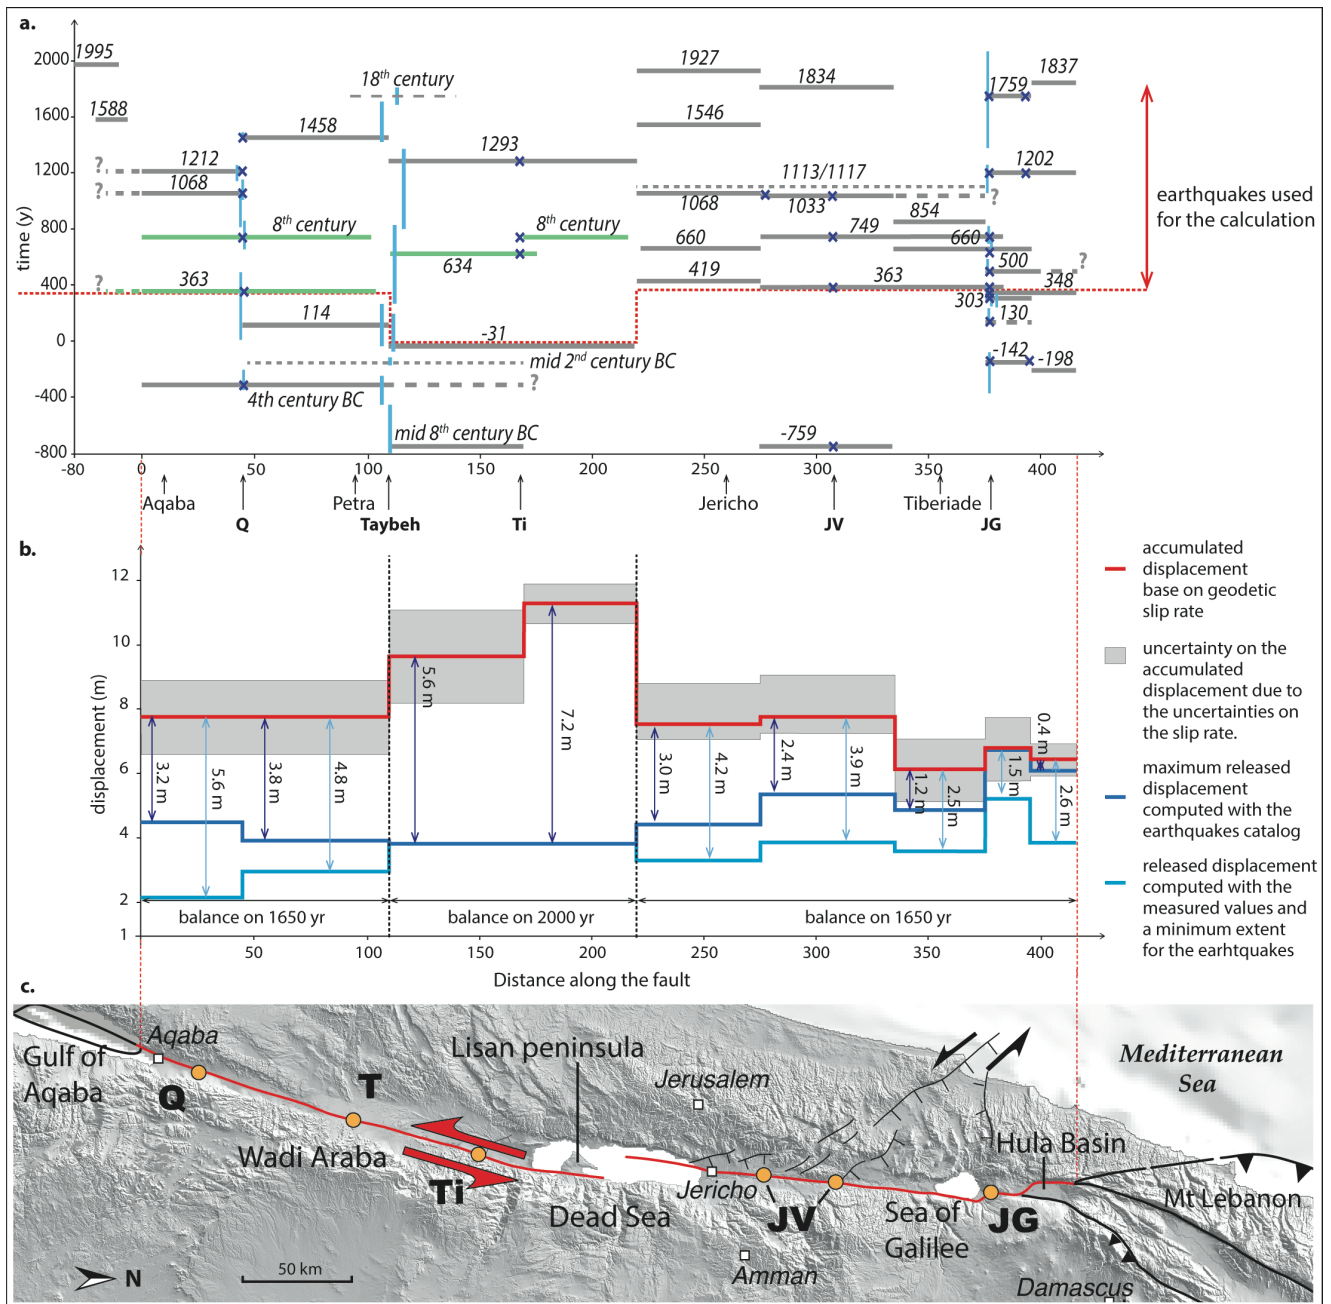 a.
2000
1600
1200
800
400
0
-400
-800
time (y)
1995
1588
18th century
1458
?
1212
?
1068
8th century
?
363
114
4th century BC
mid 2nd century BC
?
mid 8th century BC
1293
8th century
634
-31
1927
1834
1546
1113/1117
1068
1033
?
854
749
660
660
419
363
500
?
348
303
130
-142
-198
-759
1759
1837
1202
earthquakes used
for the calculation
-80
0
50
100
150
200
250
300
350
400
Aqaba
Petra
Jericho
Tiberiade
Q
Taybeh
Ti
JV
JG
b.
12
10
8
6
4
2
1
displacement (m)
3.2 m
5.6 m
3.8 m
4.8 m
5.6 m
7.2 m
3.0 m
4.2 m
2.4 m
3.9 m
1.2 m
2.5 m
1.5 m
0.4 m
2.6 m
balance on 1650 yr
balance on 2000 yr
balance on 1650 yr
50
100
150
200
250
300
350
400
Distance along the fault
accumulated
displacement
base on geodetic
slip rate
uncertainty on the
accumulated
displacement due to
the uncertainties on
the slip rate.
maximum released
displacement
computed with the
earthquakes catalog
released displacement
computed with the
measured values and
a minimum extent
for the earhtquakes
c.
Gulf of
Aqaba
Aqaba
Q
T
Wadi Araba
Ti
Lisan peninsula
Dead Sea
Jerusalem
Jericho
JV
Amman
Sea of
Galilee
JG
Hula Basin
Mediterranean
Sea
Mt Lebanon
Damascus
N
50 km